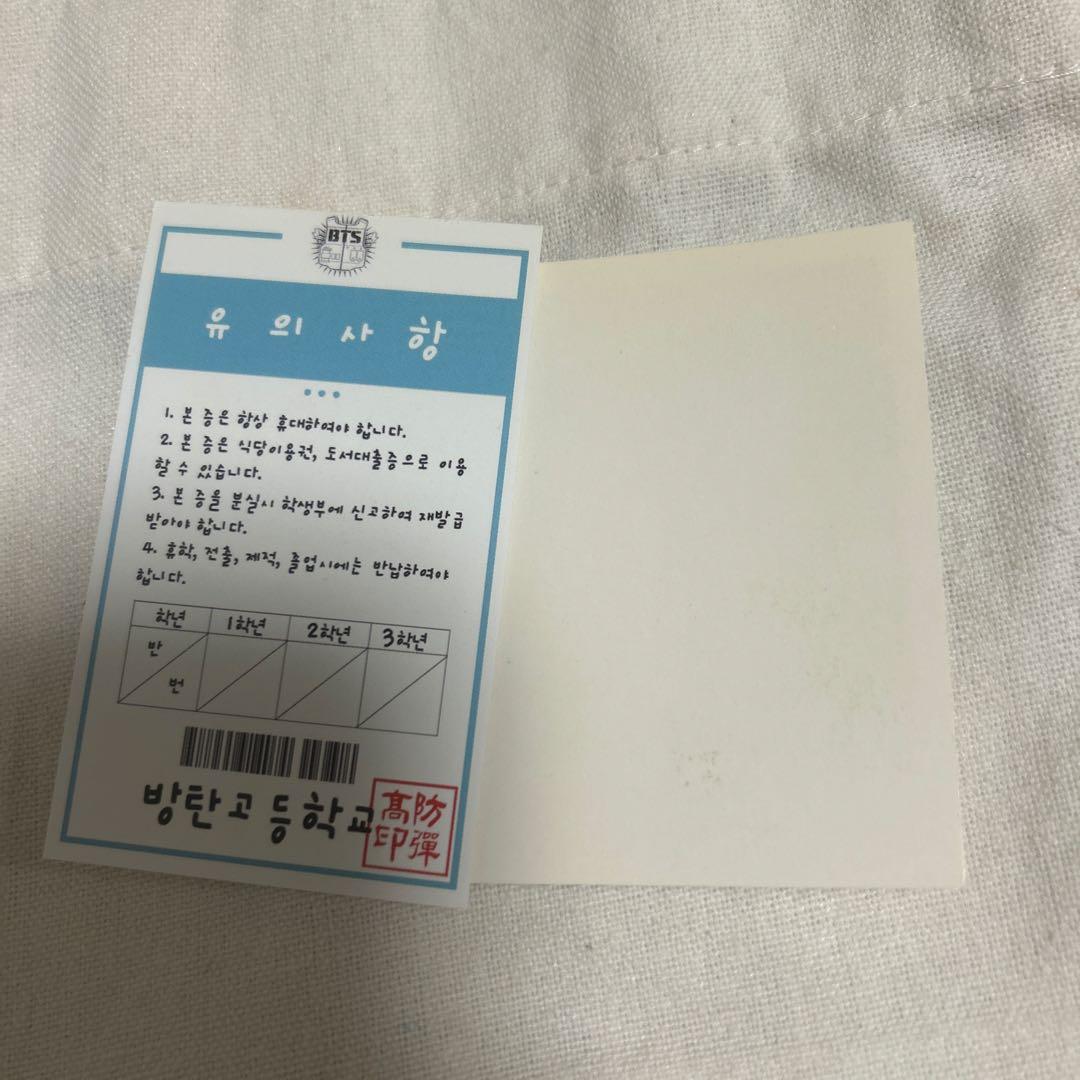 BTS
유 의 사 항
1. 본 증은 항상 휴대하여야 합니다.
2. 본 증은 식당이용권, 도서대출증으로 이용
할 수 있습니다.
3. 본 증을 분실시 학생부에 신고하여 재발급
받아야 합니다.
4. 휴학, 전출, 제적, 졸업시에는 반납하여야
합니다.
학년 1학년 2학년 3학년
반
번
방탄고등학교
高防
印彈